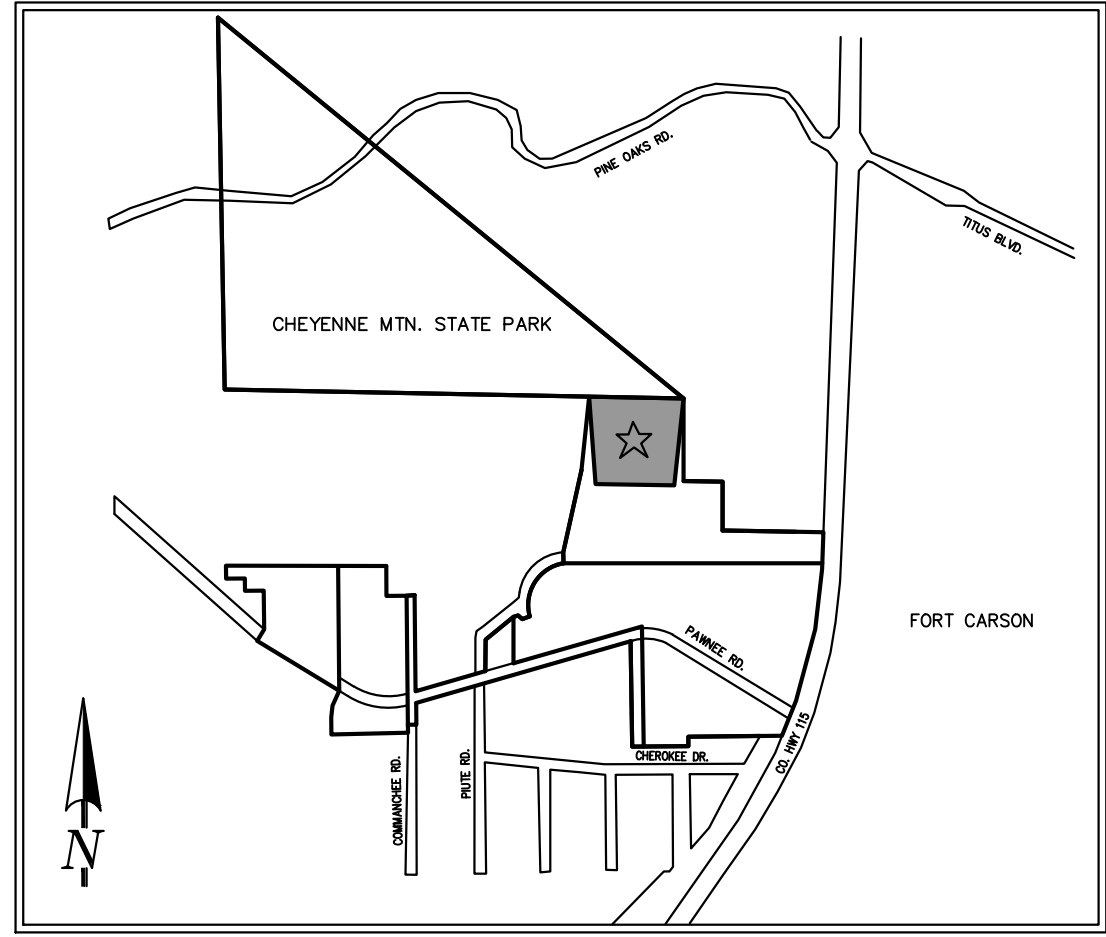 PINE OAKS RD.
TITUS BLVD.
CHEYENNE MTN. STATE PARK
FORT CARSON
PAWNEE RD.
CO. HWY 115
CHEROKEE DR.
PIUTE RD.
COMMANCHEE RD.
N